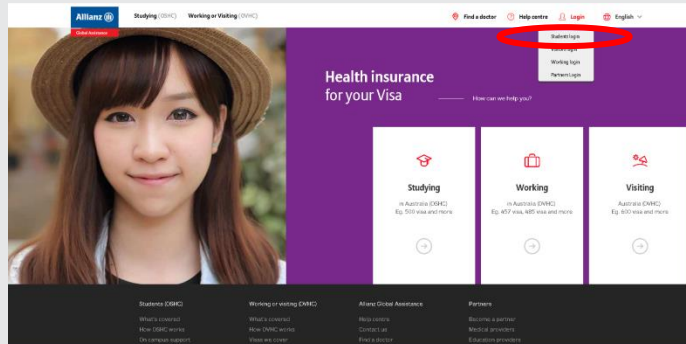 Allianz
Global Assistance
Studying (OSHC)
Working or Visiting (OVHC)
Find a doctor
Help centre
Login
English
Students login
Working login
Partners Login
Health insurance
for your Visa
How can we help you?
Studying
in Australia (OSHC)
Eg. 500 visa and more
Working
in Australia (OVHC)
Eg. 457 visa, 485 visa and more
Visiting
Australia (OVHC)
Eg. 600 visa and more
Students (OSHC)
What's covered
How OSHC works
On campus support
Working or visiting (OVHC)
What's covered
How OVHC works
Visas we cover
Allianz Global Assistance
Help centre
Contact us
Find a doctor
Partners
Become a partner
Medical providers
Education providers